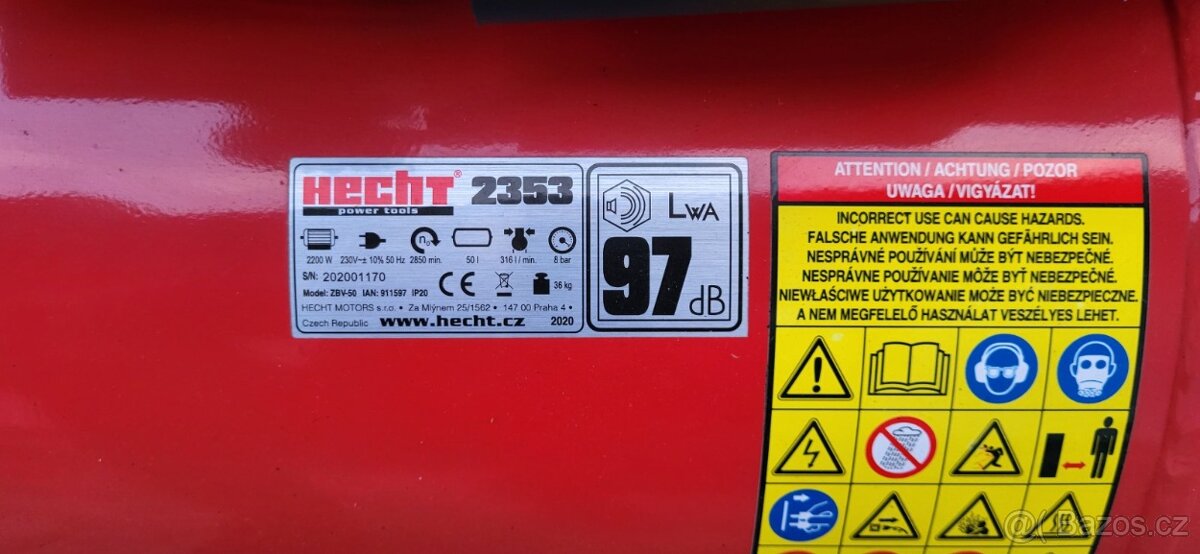 HECHT® 2353
power tools
2200 W 230V~± 10% 50 Hz 2850 min. 50 l 316 l / min. 8 bar
S/N: 202001170
36 kg
Model: ZBV-50 IAN: 911597 IP20
HECHT MOTORS s.r.o. • Za Mlýnem 25/1562 • 147 00 Praha 4 •
Czech Republic www.hecht.cz 2020
LWA
97 dB
ATTENTION / ACHTUNG / POZOR
UWAGA / VIGYÁZAT!
INCORRECT USE CAN CAUSE HAZARDS.
FALSCHE ANWENDUNG KANN GEFÄHRLICH SEIN.
NESPRÁVNÉ POUŽÍVÁNÍ MŮŽE BÝT NEBEZPEČNÉ.
NESPRÁVNE POUŽÍVANIE MÔŽE BYŤ NEBEZPEČNÉ.
NIEWŁAŚCIWE UŻYTKOWANIE MOŻE BYĆ NIEBEZPIECZNE.
A NEM MEGFELELŐ HASZNÁLAT VESZÉLYES LEHET.
Bazos.cz